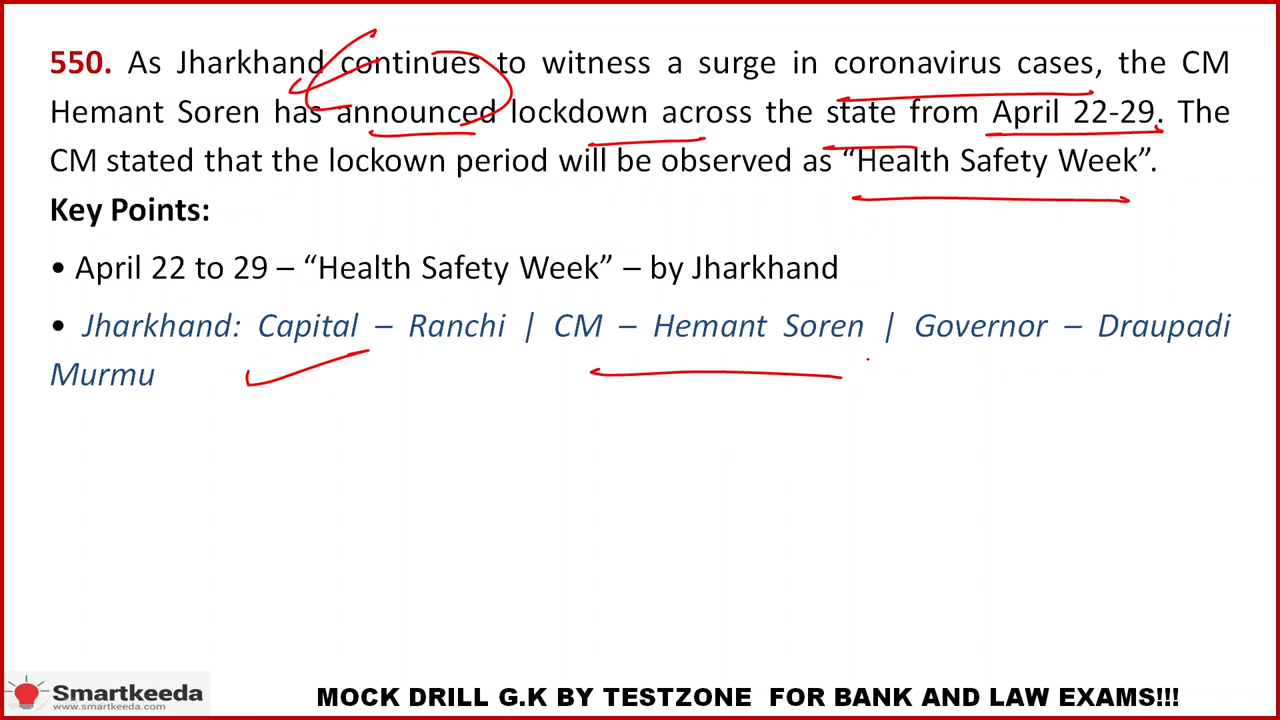 550. As Jharkhand continues to witness a surge in coronavirus cases, the CM
Hemant Soren has announced lockdown across the state from April 22-29. The
CM stated that the lockown period will be observed as “Health Safety Week”.
Key Points:
• April 22 to 29 – “Health Safety Week” – by Jharkhand
• Jharkhand: Capital – Ranchi | CM – Hemant Soren | Governor – Draupadi
Murmu
Smartkeeda
www.smartkeeda.com
MOCK DRILL G.K BY TESTZONE FOR BANK AND LAW EXAMS!!!